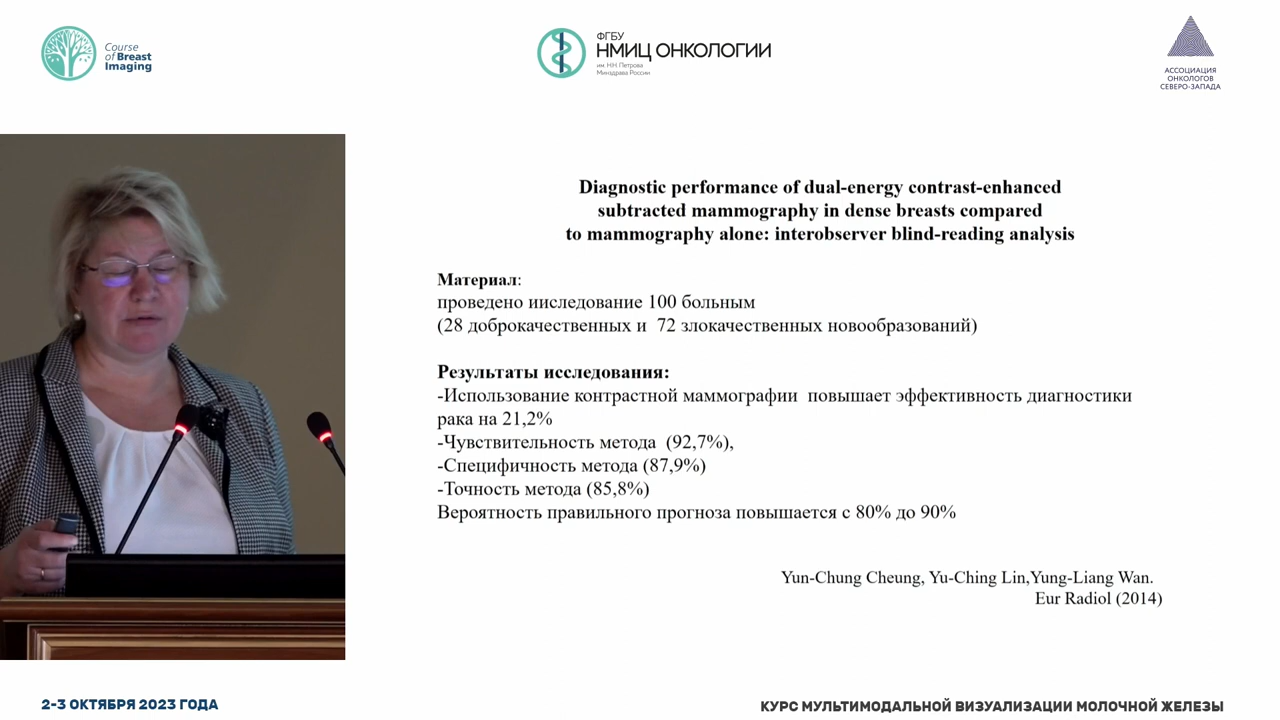 Course
of Breast
Imaging
ФГБУ
НМИЦ ОНКОЛОГИИ
им. Н.Н. Петрова
Минздрава России
АССОЦИАЦИЯ
ОНКОЛОГОВ
СЕВЕРО-ЗАПАДА
Diagnostic performance of dual-energy contrast-enhanced
subtracted mammography in dense breasts compared
to mammography alone: interobserver blind-reading analysis
Материал:
проведено ииследование 100 больным
(28 доброкачественных и 72 злокачественных новообразований)
Результаты исследования:
-Использование контрастной маммографии повышает эффективность диагностики
рака на 21,2%
-Чувствительность метода (92,7%),
-Специфичность метода (87,9%)
-Точность метода (85,8%)
Вероятность правильного прогноза повышается с 80% до 90%
Yun-Chung Cheung, Yu-Ching Lin,Yung-Liang Wan.
Eur Radiol (2014)
2-3 ОКТЯБРЯ 2023 ГОДА
КУРС МУЛЬТИМОДАЛЬНОЙ ВИЗУАЛИЗАЦИИ МОЛОЧНОЙ ЖЕЛЕЗЫ